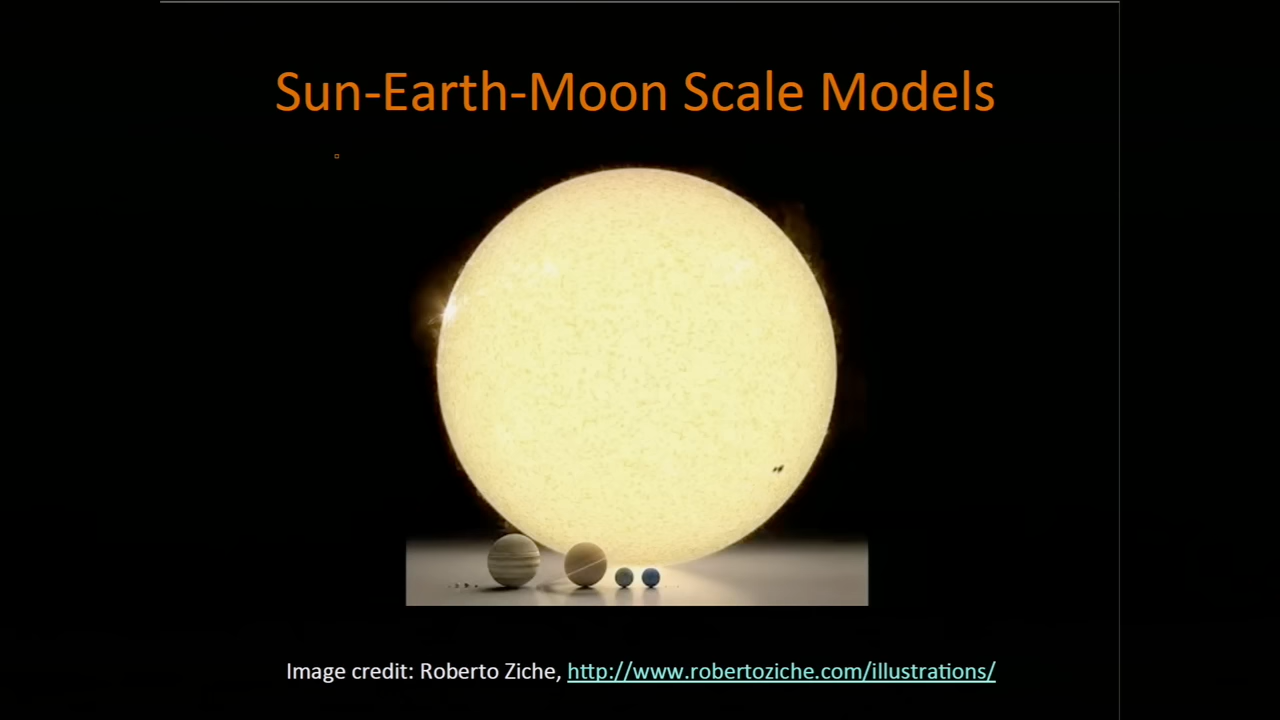 Sun-Earth-Moon Scale Models
Image credit: Roberto Ziche, http://www.robertoziche.com/illustrations/